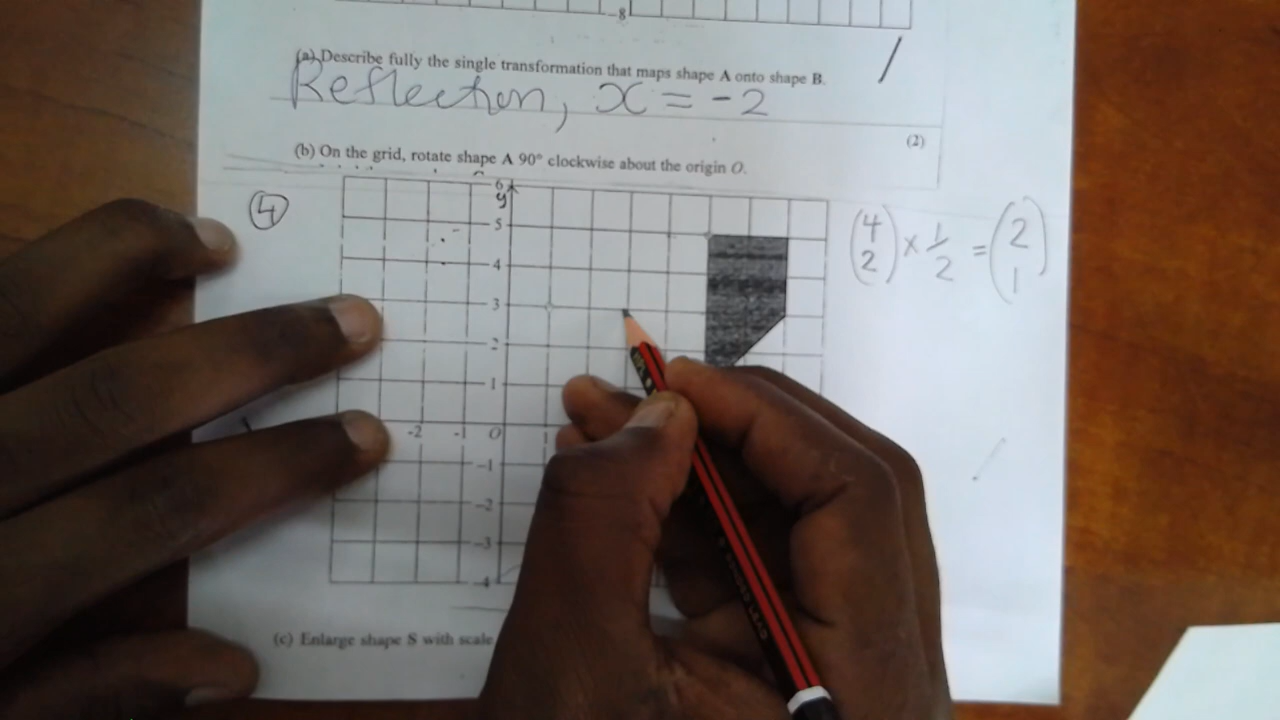 -8
(a) Describe fully the single transformation that maps shape A onto shape B.
Reflection, x = -2
(2)
(b) On the grid, rotate shape A 90° clockwise about the origin O.
④
6
y
5
4
3
2
1
-2 -1 O
-1
-2
-3
-4
(4 2) × 1/2 = (2 1)
(c) Enlarge shape S with scale